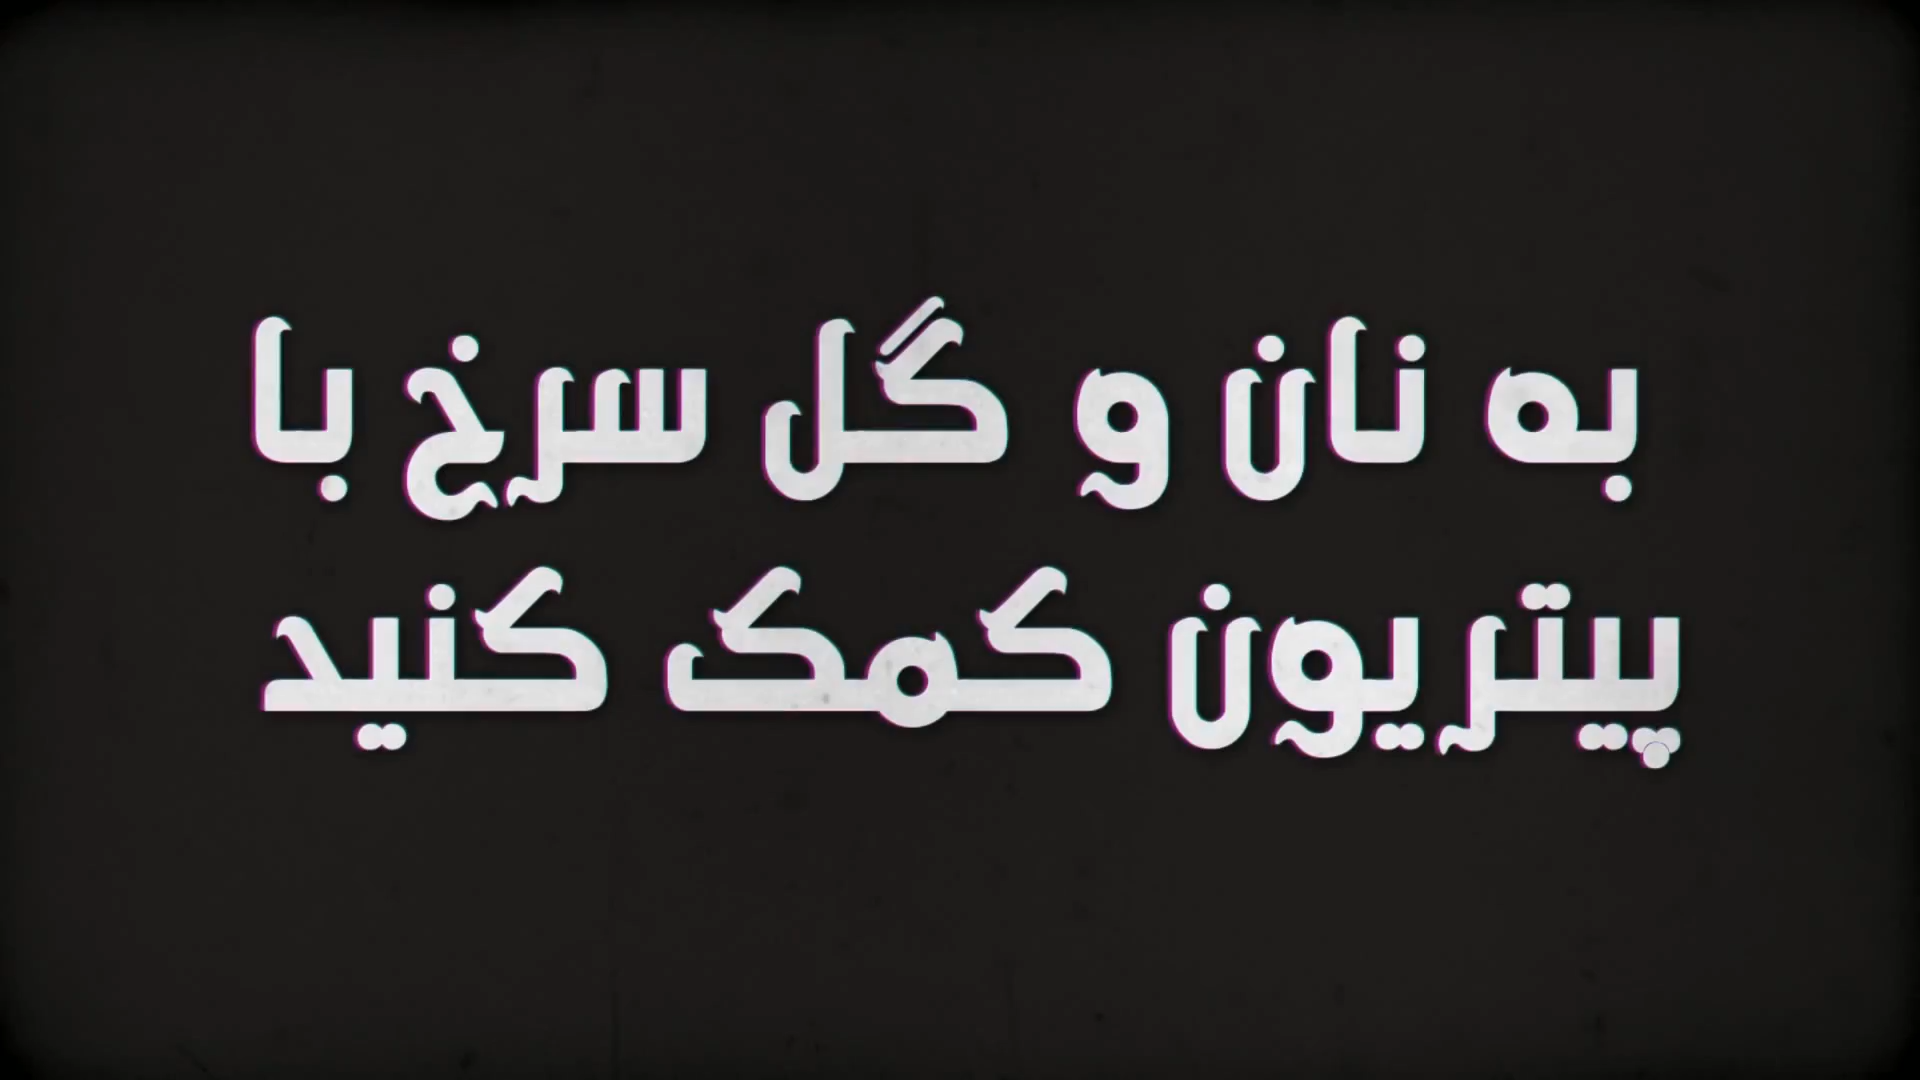 به نان و گل سرخ با
پیتریون کمک کنید